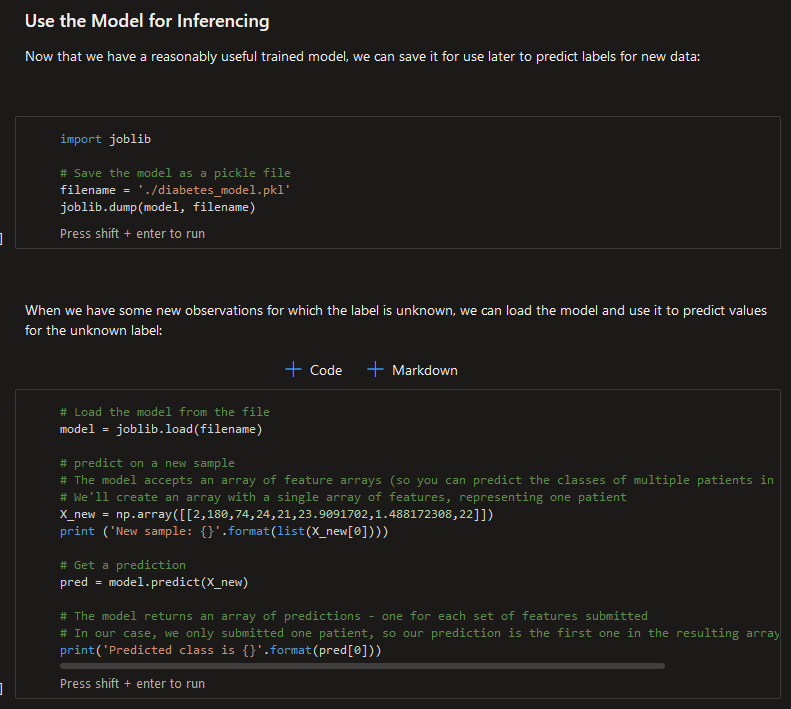 Use the Model for Inferencing
Now that we have a reasonably useful trained model, we can save it for use later to predict labels for new data:
import joblib
# Save the model as a pickle file
filename = './diabetes_model.pkl'
joblib.dump(model, filename)
Press shift + enter to run
]
When we have some new observations for which the label is unknown, we can load the model and use it to predict values
for the unknown label:
+ Code + Markdown
# Load the model from the file
model = joblib.load(filename)
# predict on a new sample
# The model accepts an array of feature arrays (so you can predict the classes of multiple patients in
# We'll create an array with a single array of features, representing one patient
X_new = np.array([[2,180,74,24,21,23.9091702,1.488172308,22]])
print ('New sample: {}'.format(list(X_new[0])))
# Get a prediction
pred = model.predict(X_new)
# The model returns an array of predictions - one for each set of features submitted
# In our case, we only submitted one patient, so our prediction is the first one in the resulting array
print('Predicted class is {}'.format(pred[0]))
Press shift + enter to run
]